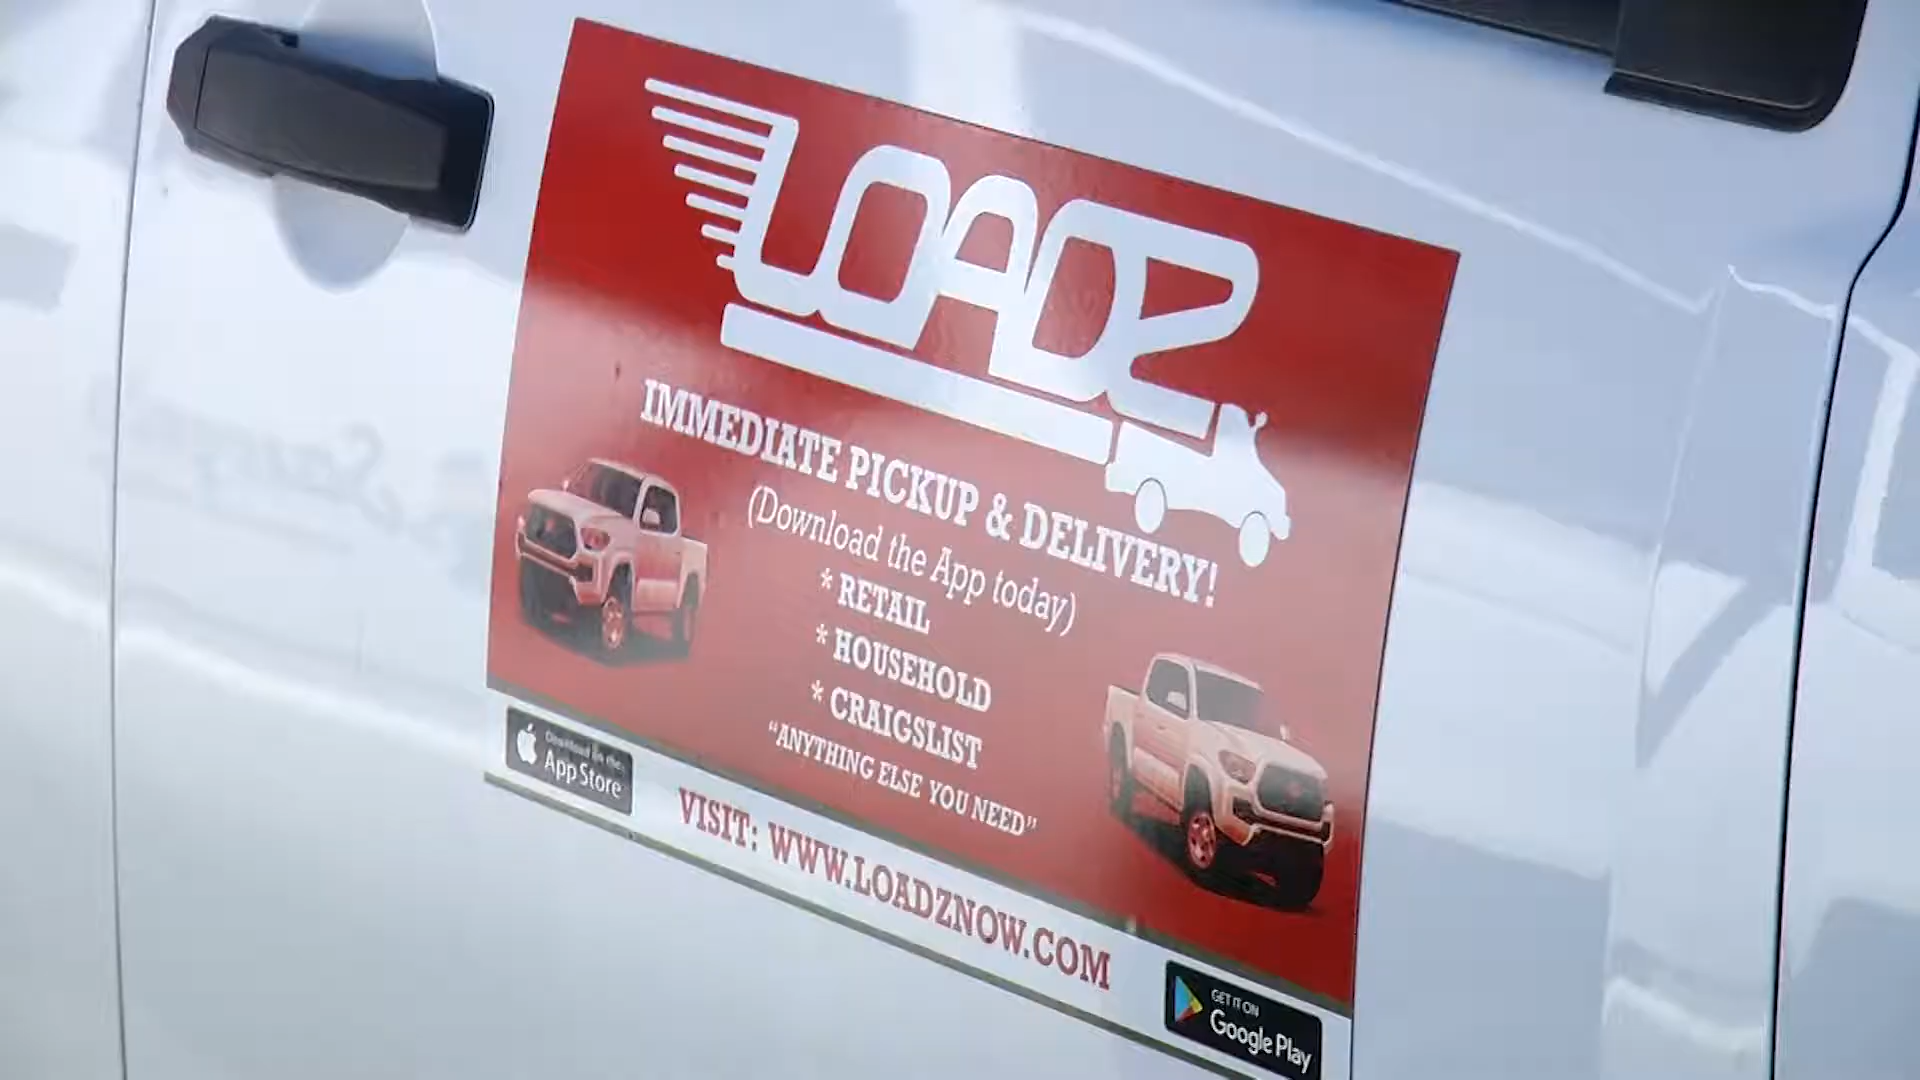 LOADZ
IMMEDIATE PICKUP & DELIVERY!
(Download the App today)
* RETAIL
* HOUSEHOLD
* CRAIGSLIST
“ANYTHING ELSE YOU NEED”
Download on the
App Store
VISIT: WWW.LOADZNOW.COM
GET IT ON
Google Play